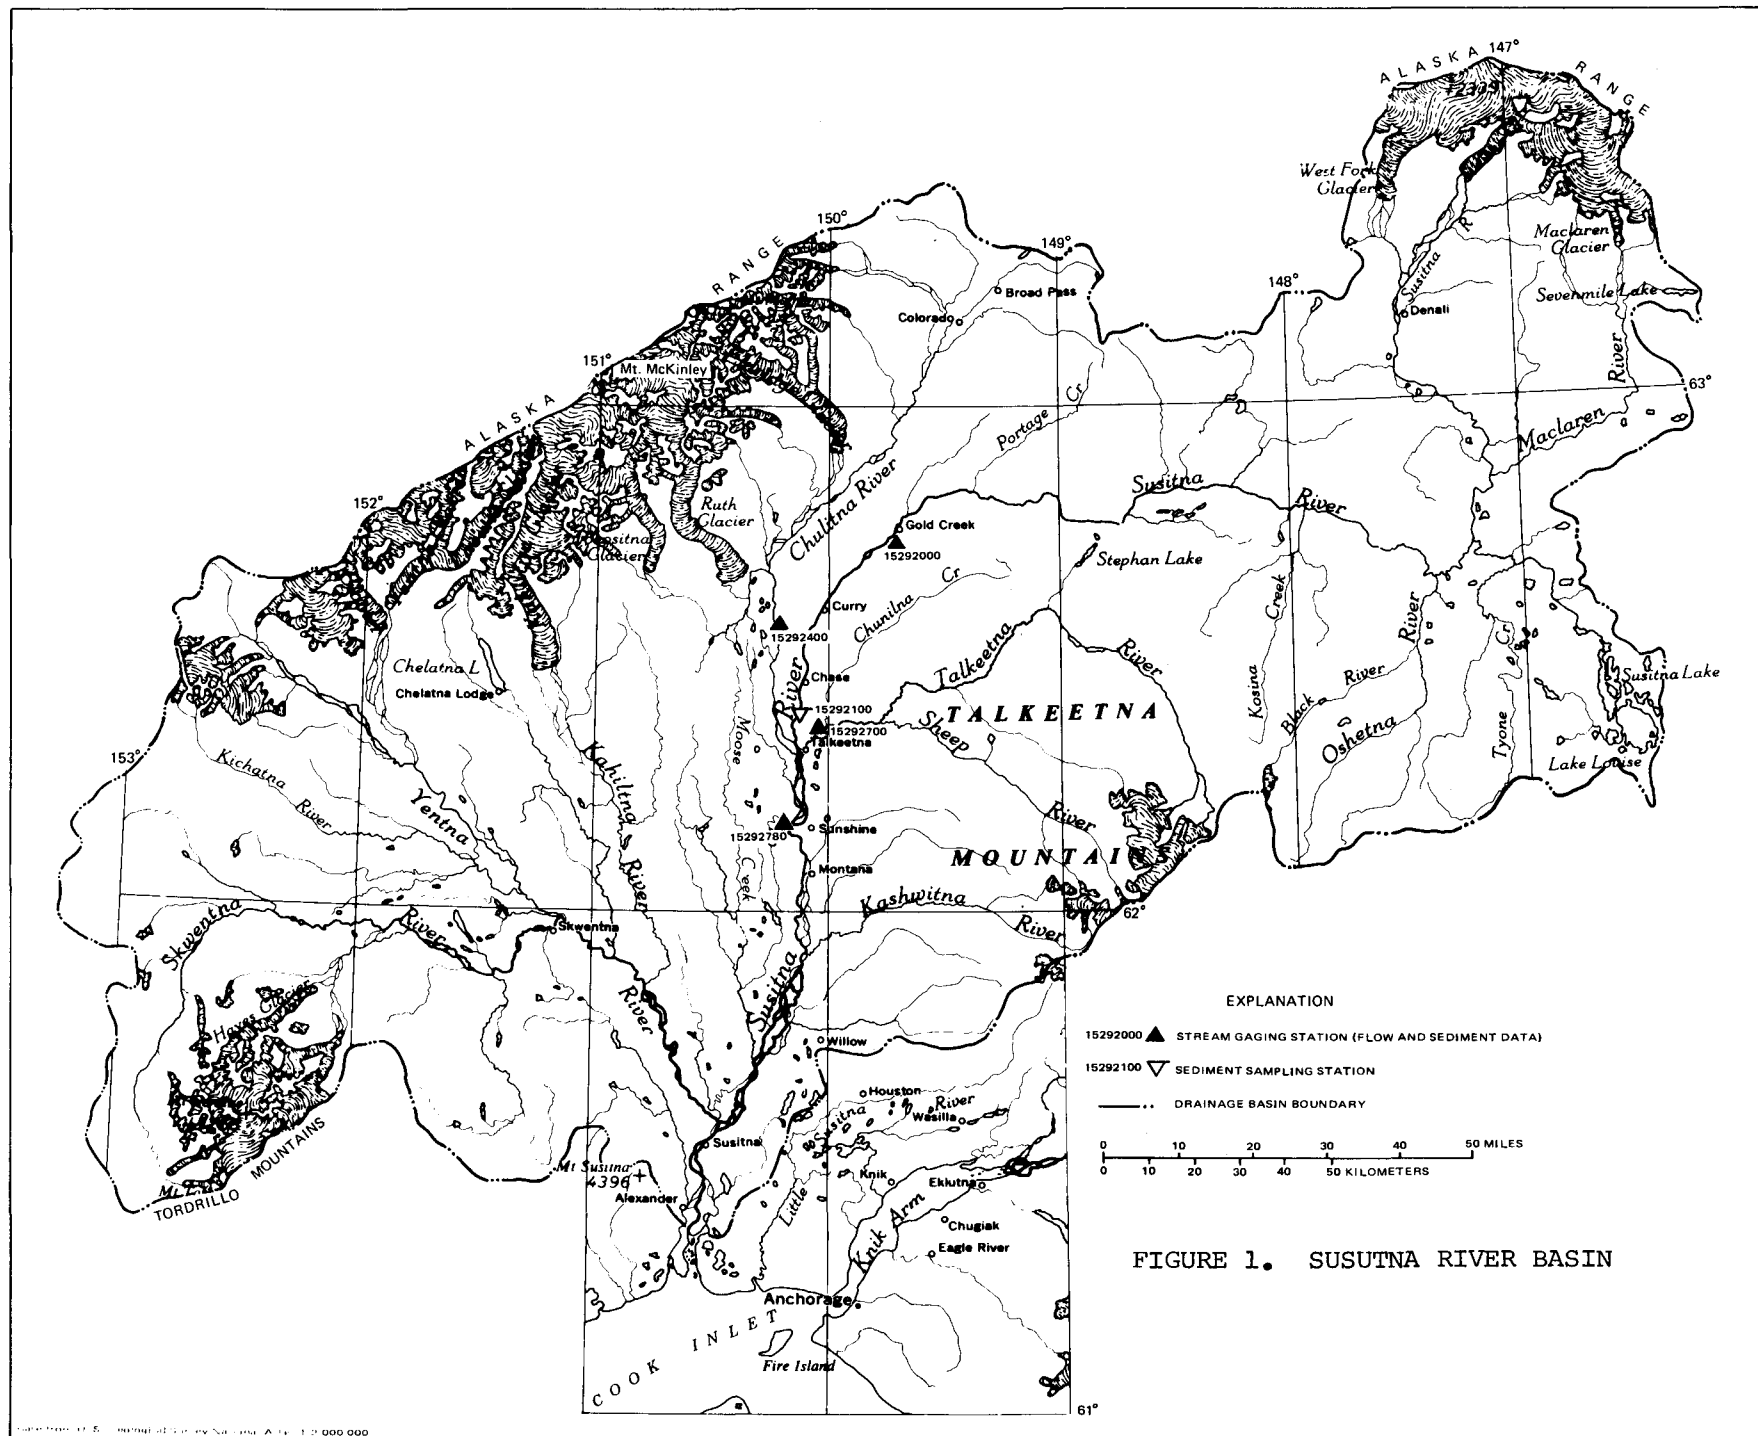 ALASKA
147°
RANGE
West Fork
Glacier
Maclaren
Glacier
Susitna
R
Sevenmile Lake
Denali
River
63°
Maclaren
150°
149°
148°
RANGE
Broad Pass
Colorado
151°
Mt. McKinley
ALASKA
Portage Cr
Chulitna River
Susitna
River
152°
Ruth
Glacier
Glacier
Gold Creek
15292000
Stephan Lake
Curry
Chunilna Cr
15292400
Creek
River
Cr
Chelatna L
Chelatna Lodge
River
Chase
Talkeetna
River
Kosina
Black
River
Susitna Lake
15292100
15292700
Talkeetna
TALKEETNA
Sheep
Moose
Oshetna
Tyone
Lake Louise
153°
Kichatna
River
Yentna
Kahiltna
River
15292780
Sunshine
River
MOUNTAINS
Montana
Creek
Kashwitna
River
62°
Skwentna
River
Skwentna
River
Susitna
Hayes Glacier
EXPLANATION
15292000 STREAM GAGING STATION (FLOW AND SEDIMENT DATA)
15292100 SEDIMENT SAMPLING STATION
DRAINAGE BASIN BOUNDARY
0 10 20 30 40 50 MILES
0 10 20 30 40 50 KILOMETERS
Willow
Houston
River
Wasilla
Susitna
Susitna
Mt Susitna
4396
Alexander
Little
Knik
Eklutna
Knik Arm
Chugiak
Eagle River
TORDRILLO MOUNTAINS
FIGURE 1. SUSUTNA RIVER BASIN
Anchorage
COOK INLET
Fire Island
61°